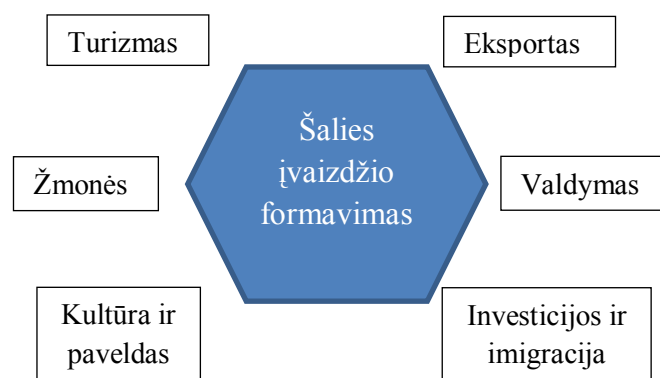 Turizmas
Eksportas
Šalies
įvaizdžio
formavimas
Žmonės
Valdymas
Kultūra ir
paveldas
Investicijos ir
imigracija